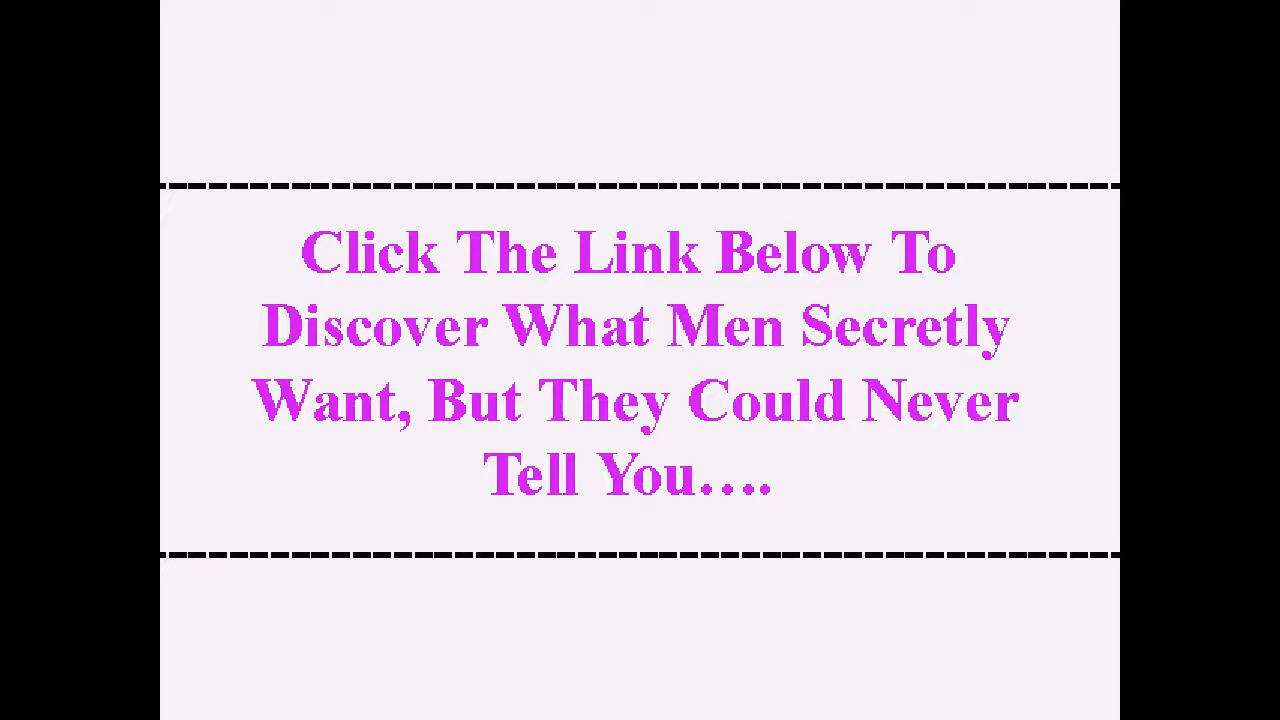 Click The Link Below To
Discover What Men Secretly
Want, But They Could Never
Tell You….